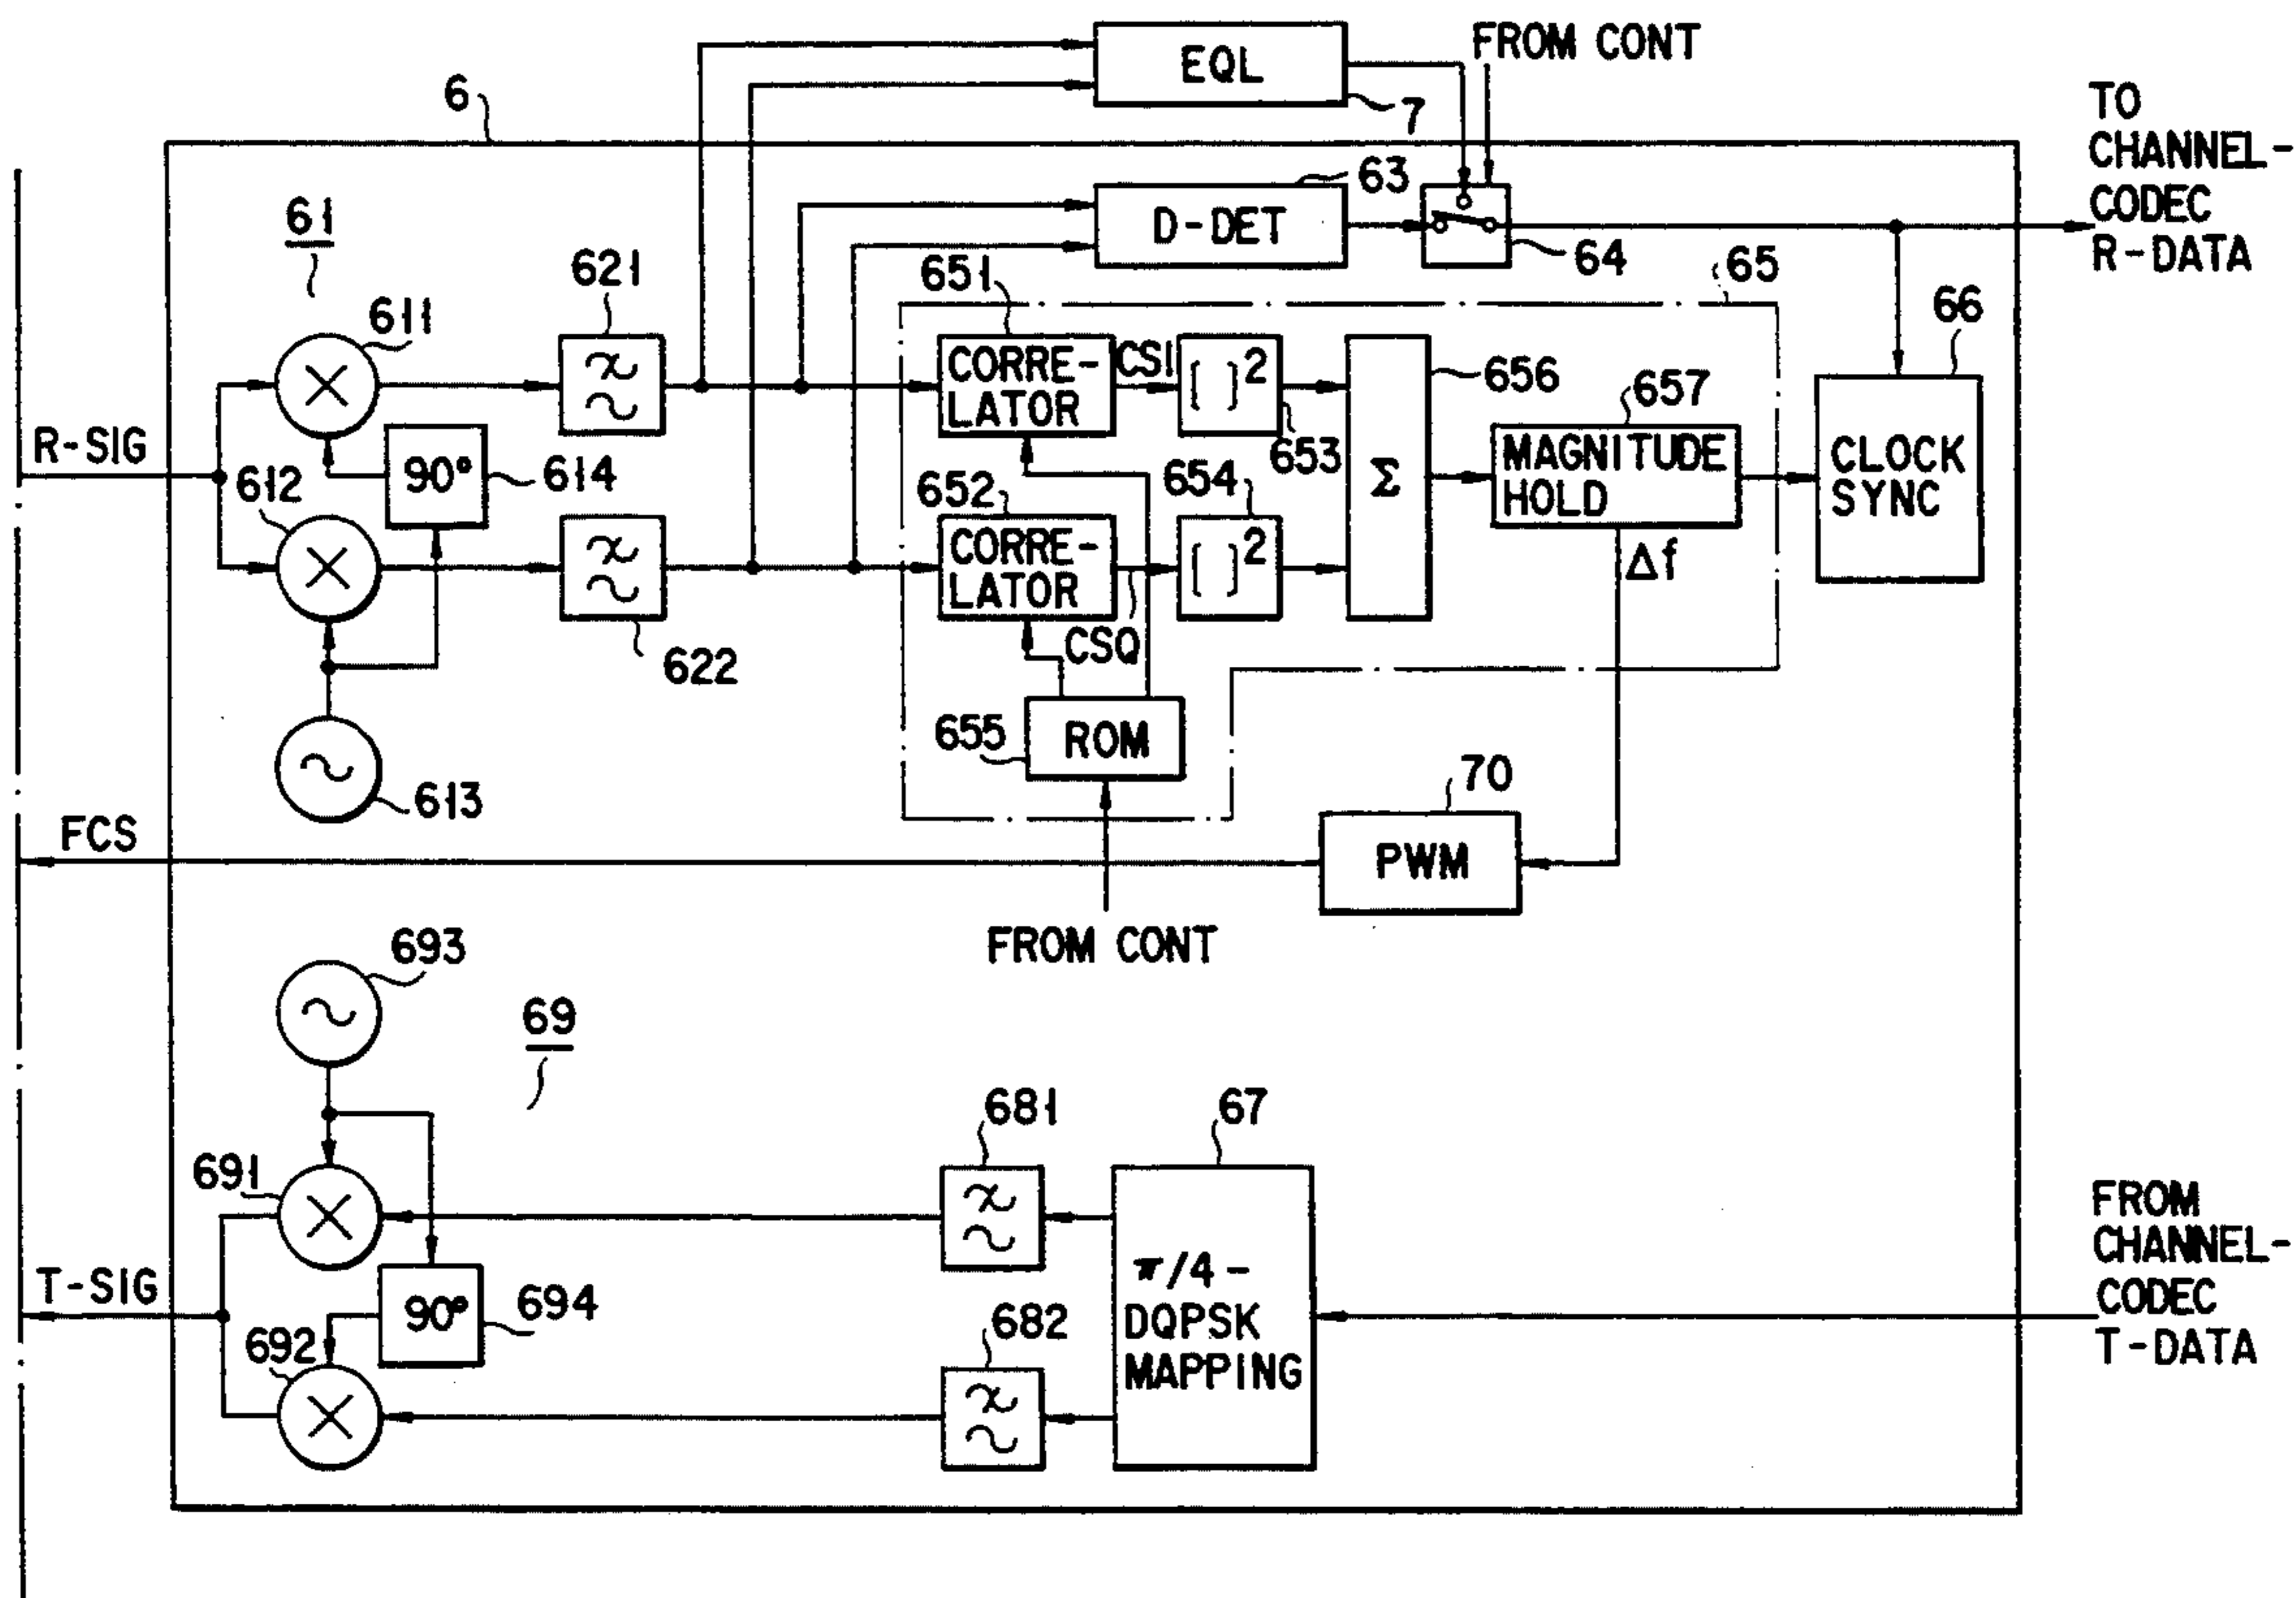 FROM CONT
EQL
6
7
TO
CHANNEL-
CODEC
R-DATA
61
63
D-DET
64
65
611
621
651
66
CORRE-
LATOR
CSI
[ ]²
656
657
653
R-SIG
612
90°
614
652
654
Σ
MAGNITUDE
HOLD
CLOCK
SYNC
CORRE-
LATOR
[ ]²
Δf
CSQ
622
655
ROM
70
613
FCS
PWM
FROM CONT
693
69
681
67
691
FROM
CHANNEL-
CODEC
T-DATA
T-SIG
90°
694
π/4-
DQPSK
MAPPING
682
692